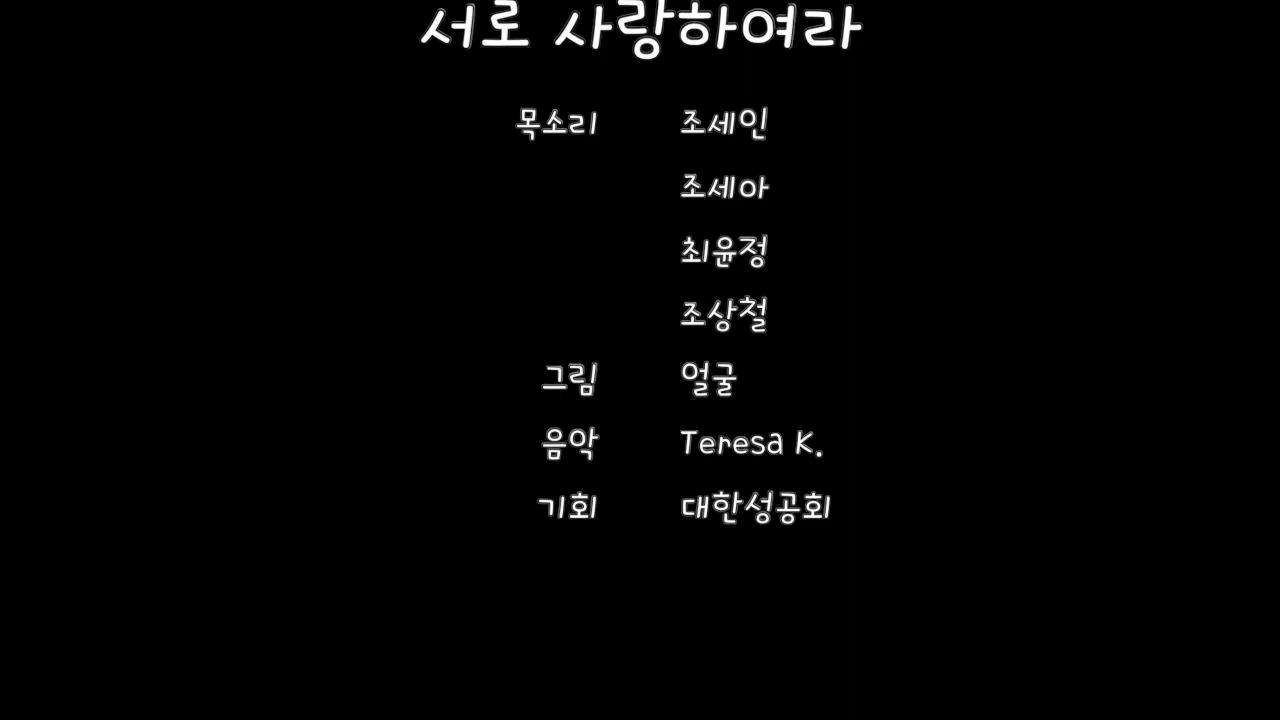 서로 사랑하여라
목소리 조세인
조세아
최윤정
조상철
그림 얼굴
음악 Teresa K.
기회 대한성공회